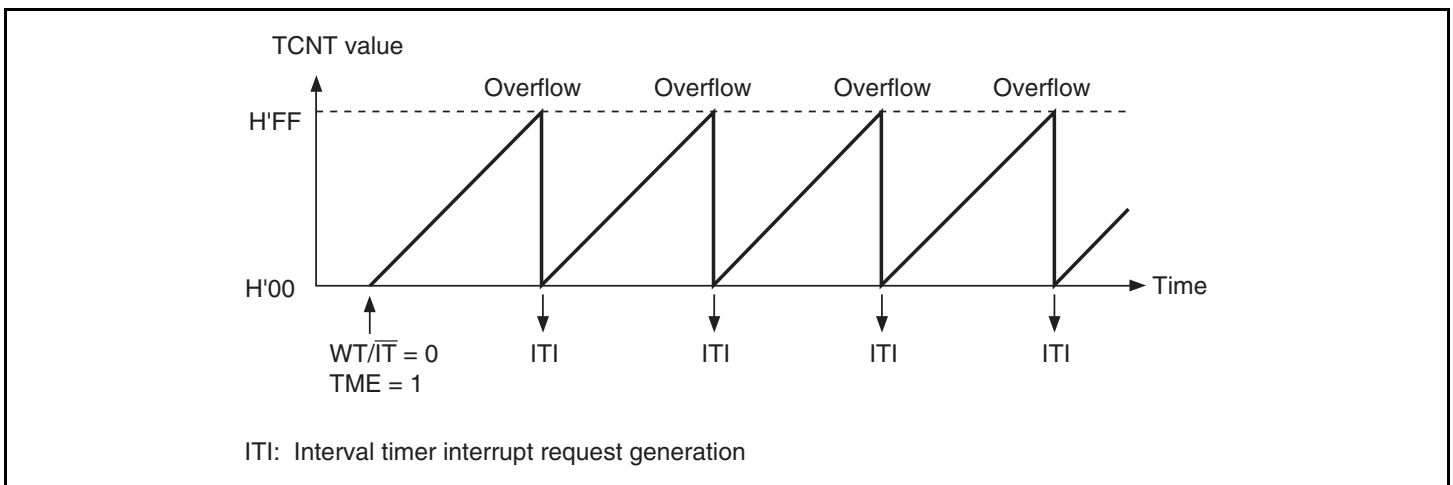 TCNT value
Overflow Overflow Overflow Overflow
H'FF
H'00
Time
WT/I̅T̅ = 0 ITI ITI ITI ITI
TME = 1
ITI: Interval timer interrupt request generation